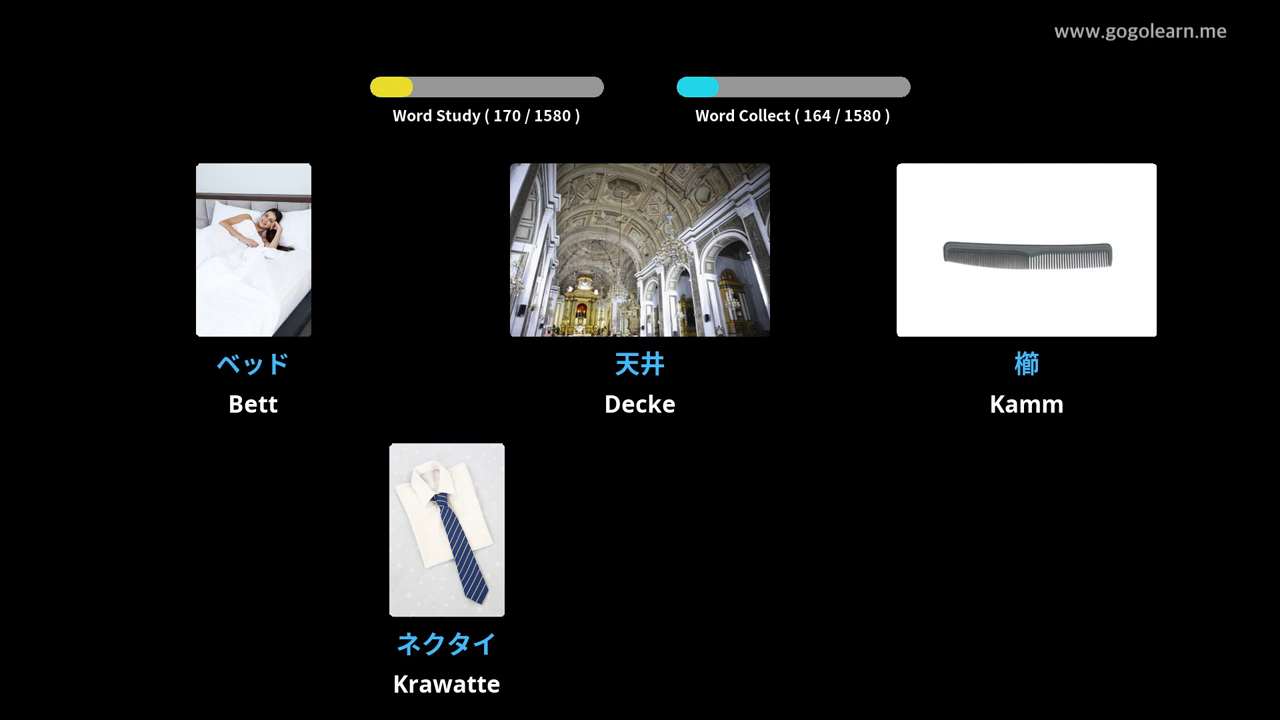 www.gogolearn.me
Word Study ( 170 / 1580 )
Word Collect ( 164 / 1580 )
ベッド
Bett
天井
Decke
櫛
Kamm
ネクタイ
Krawatte